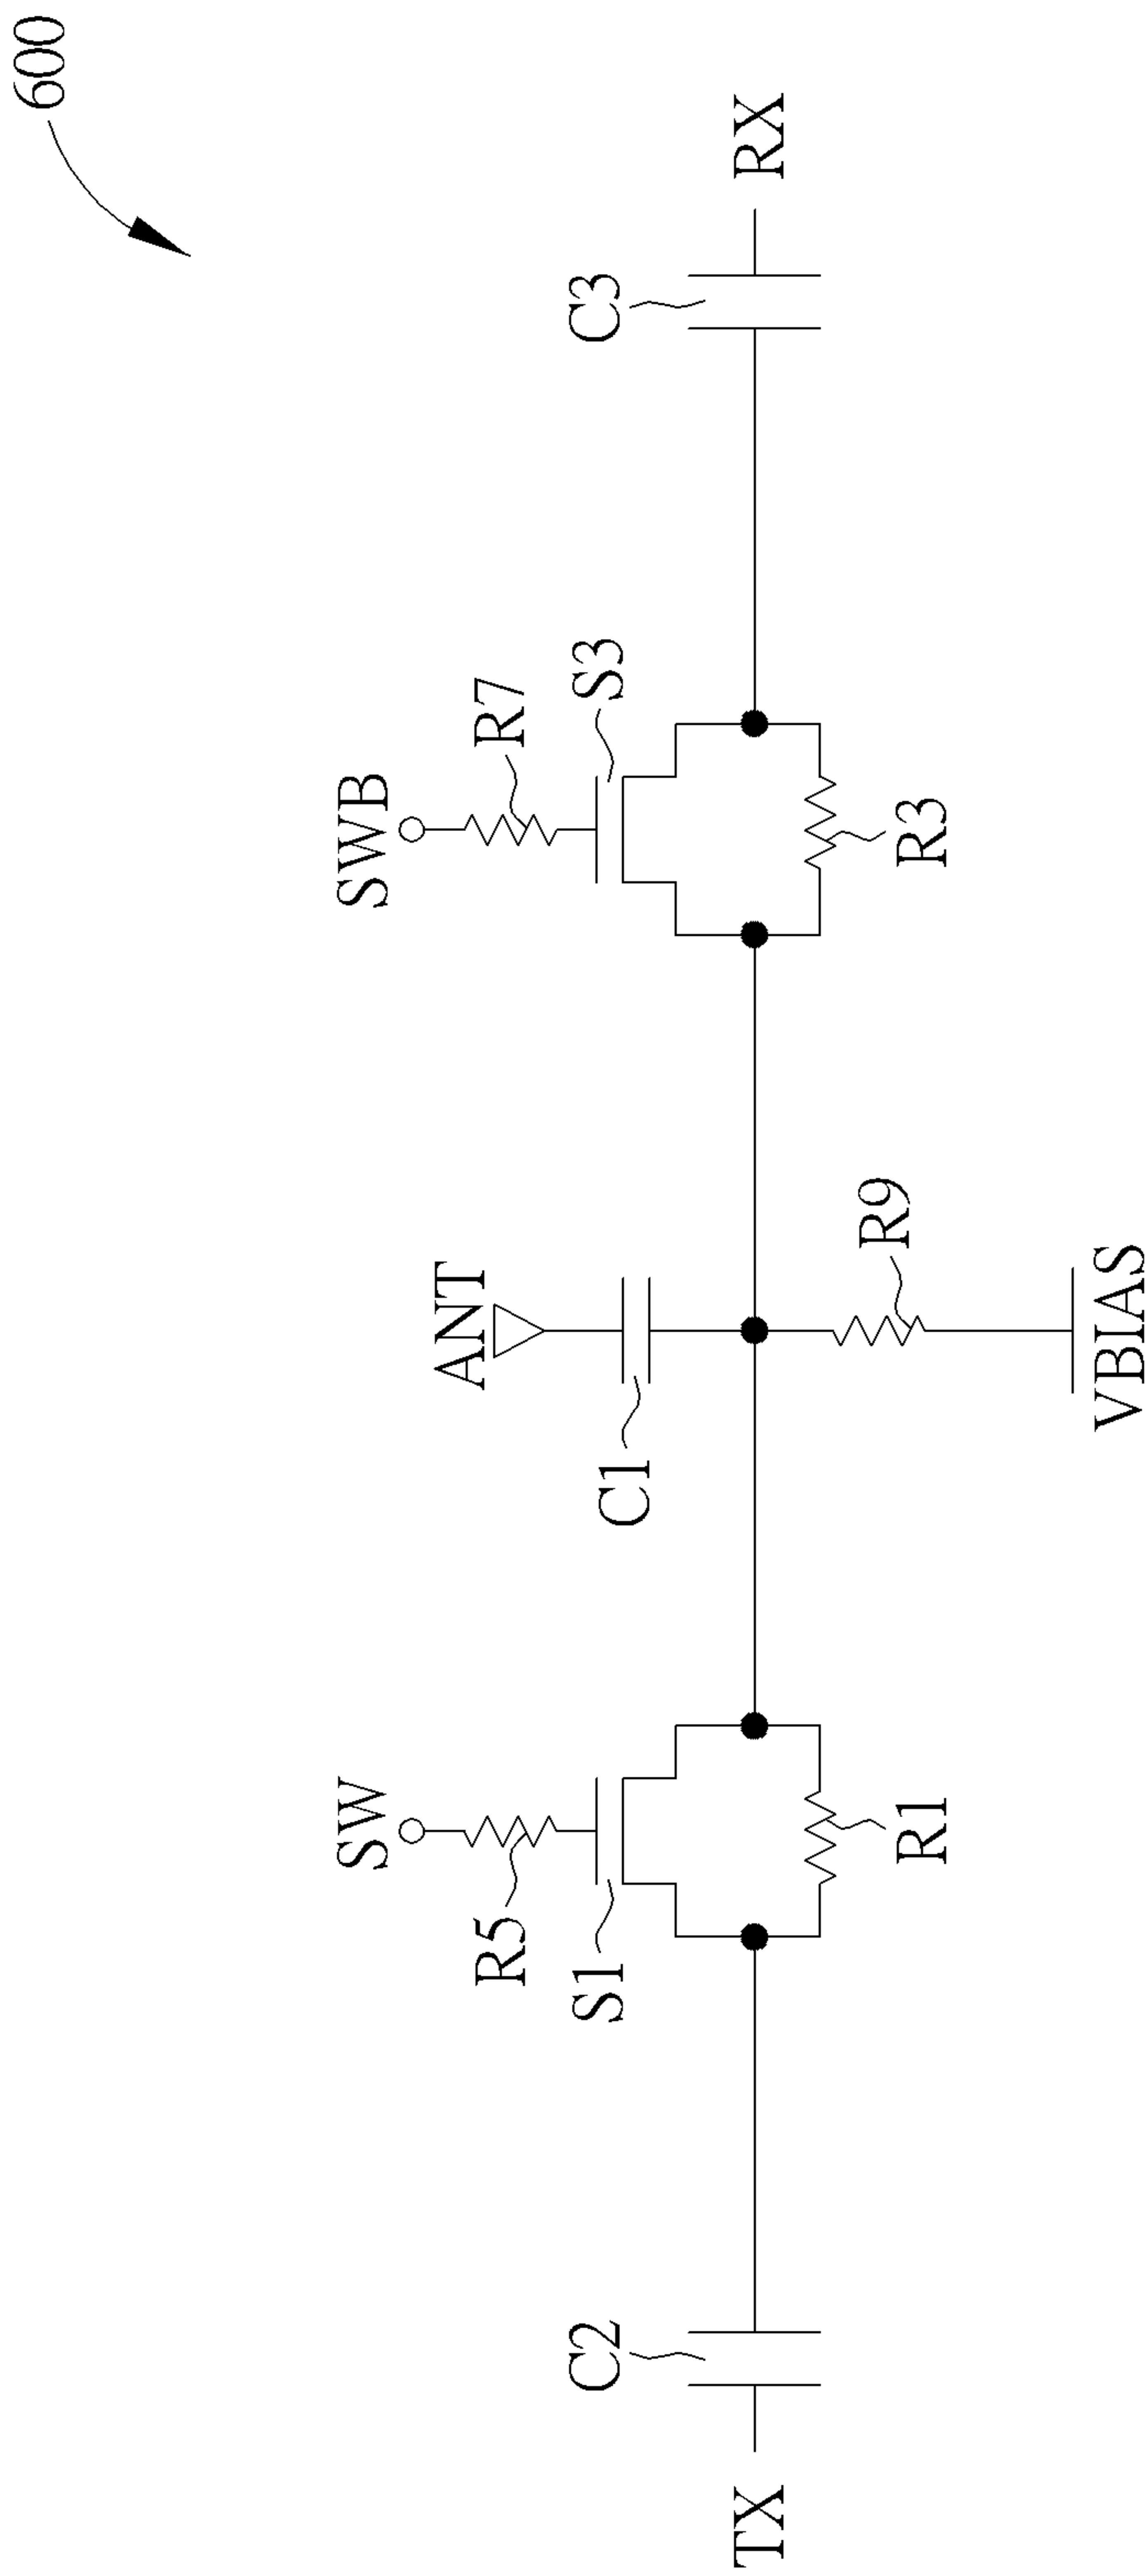 600
SW
SWB
ANT
R5
R7
S1
C1
S3
C2
C3
TX
RX
R1
R9
R3
VBIAS